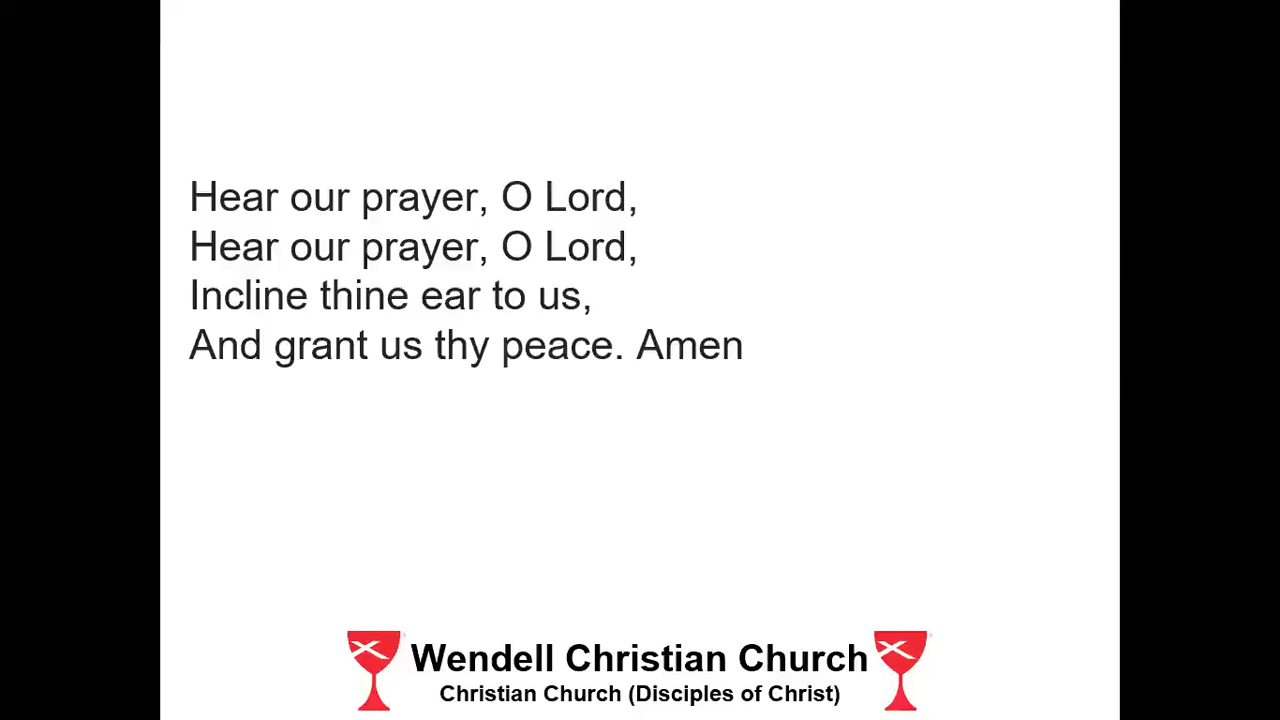 Hear our prayer, O Lord,
Hear our prayer, O Lord,
Incline thine ear to us,
And grant us thy peace. Amen
Wendell Christian Church
Christian Church (Disciples of Christ)